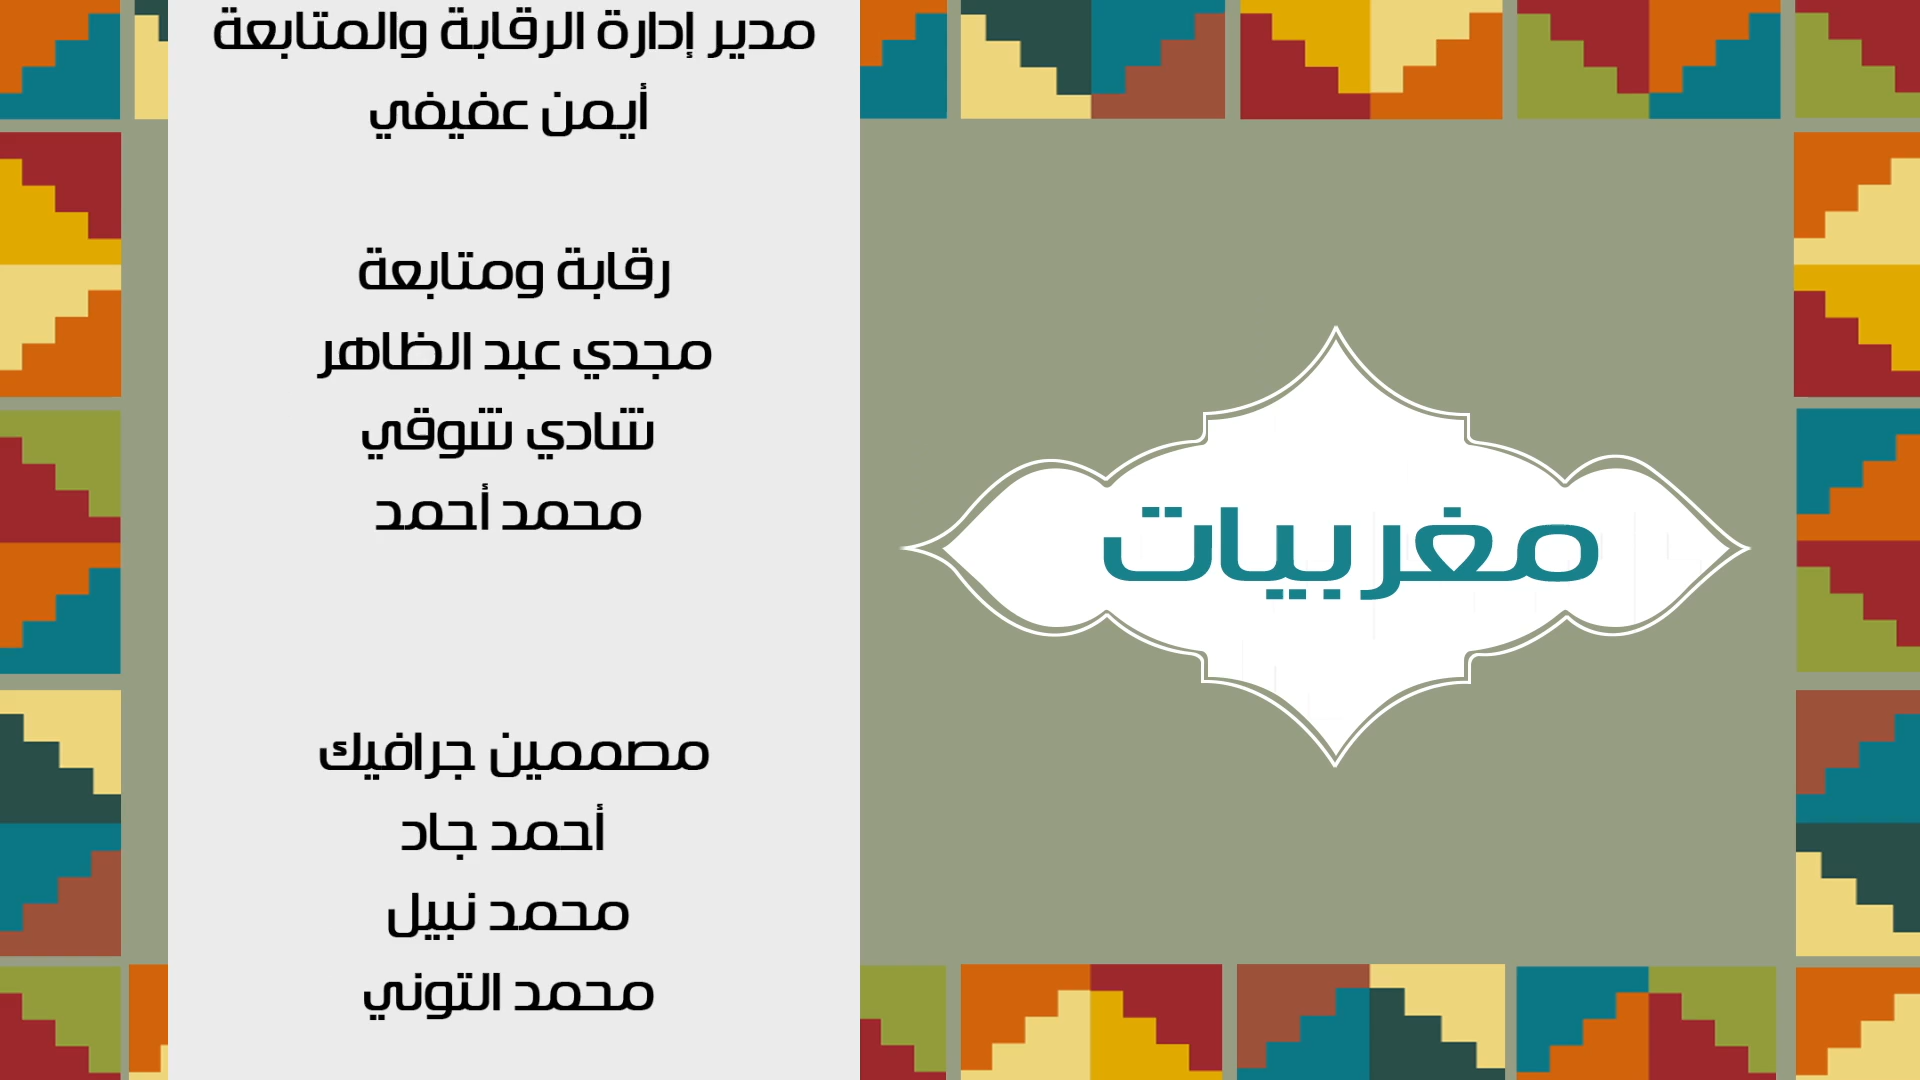 مدير إدارة الرقابة والمتابعة
أيمن عفيفي
رقابة ومتابعة
مجدي عبد الظاهر
شادي شوقي
محمد أحمد
مصممين جرافيك
أحمد جاد
محمد نبيل
محمد التوني
مغربيات